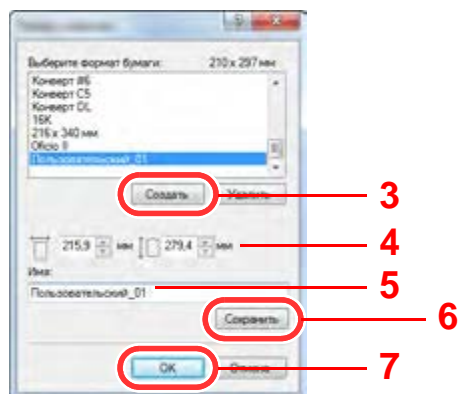 Выберите формат бумаги: 210 x 297 мм
Конверт #6
Конверт C5
Конверт DL
16K
216 x 340 мм
Oficio II
Пользовательский_01
Создать Удалить 3
215,9 мм 279,4 мм 4
Имя:
Пользовательский_01 5
Сохранить 6
OK Отмена 7